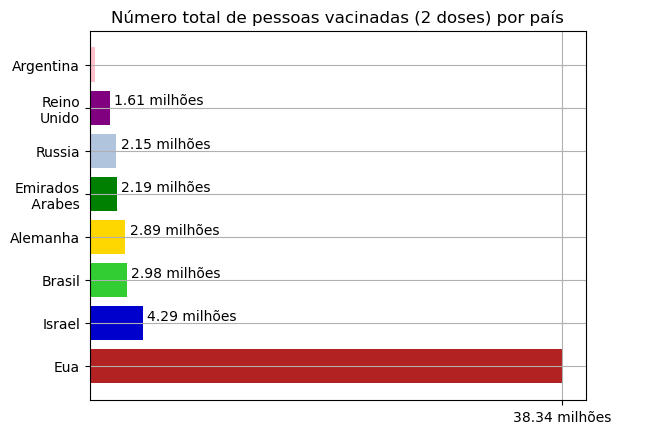 Número total de pessoas vacinadas (2 doses) por país
Argentina
Reino
Unido
1.61 milhões
Russia
2.15 milhões
Emirados
Arabes
2.19 milhões
Alemanha
2.89 milhões
Brasil
2.98 milhões
Israel
4.29 milhões
Eua
38.34 milhões